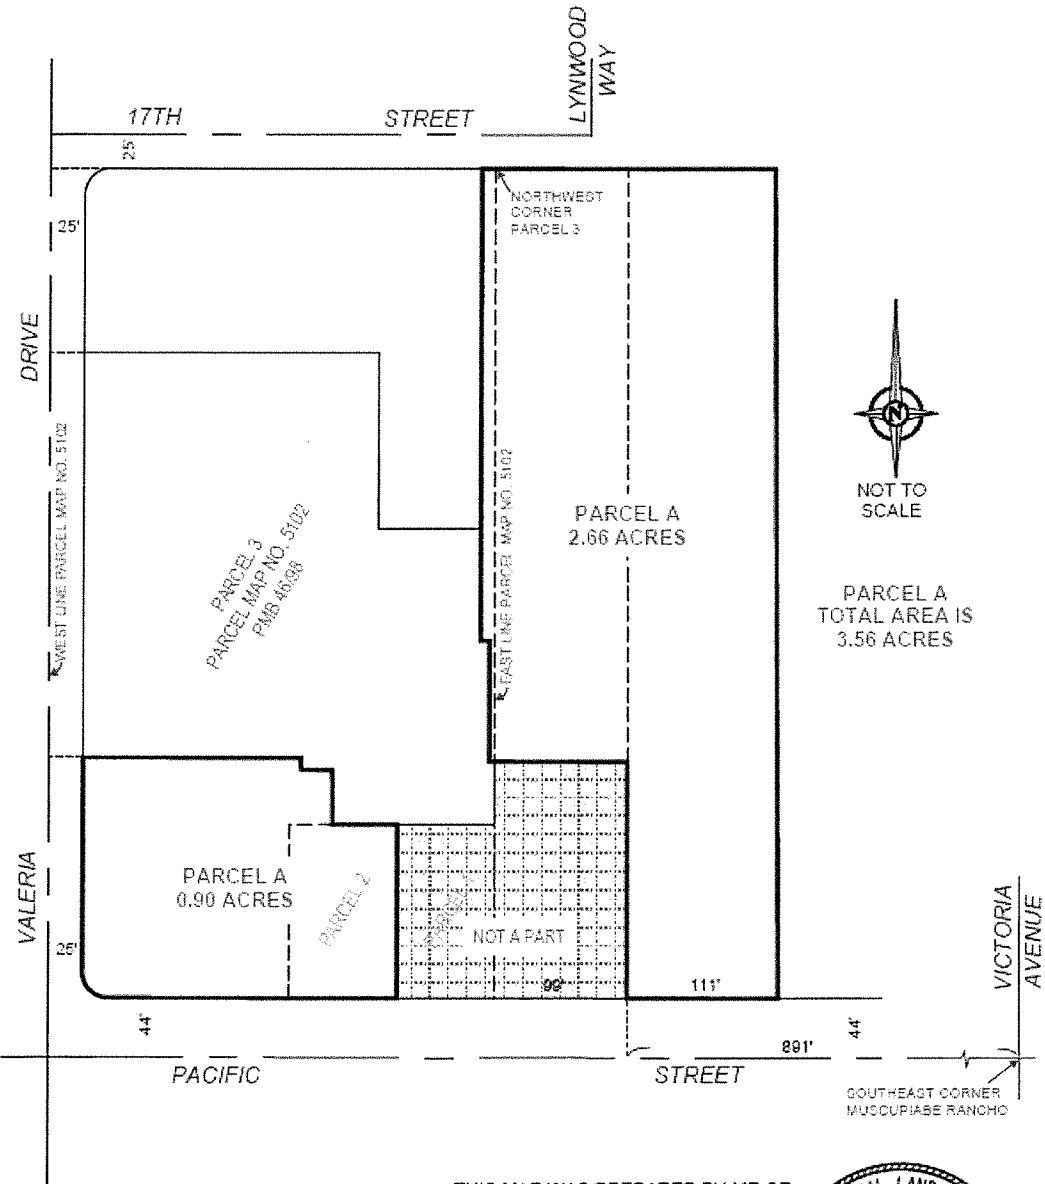 LYNWOOD
WAY
17TH STREET
25'
NORTHWEST
CORNER
PARCEL 3
25'
DRIVE
N
NOT TO
SCALE
WEST LINE PARCEL MAP NO. 5102
EAST LINE PARCEL MAP NO. 5102
PARCEL A
2.66 ACRES
PARCEL 3
PARCEL MAP NO. 5102
PMB 46/98
PARCEL A
TOTAL AREA IS
3.56 ACRES
PARCEL A
0.90 ACRES
PARCEL 2
NOT A PART
VALERIA
25'
99'
111'
VICTORIA
AVENUE
44'
44'
891'
PACIFIC STREET
SOUTHEAST CORNER
MUSCUPIABE RANCHO
LAND